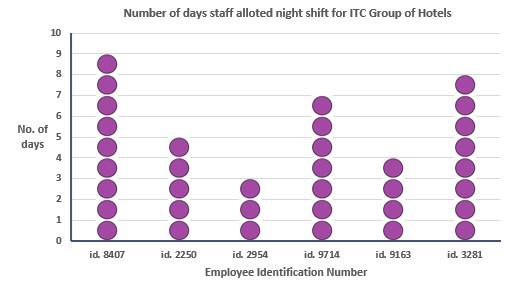 Number of days staff alloted night shift for ITC Group of Hotels
10
9
8
7
6
5
4
3
2
1
0
No. of
days
id. 8407 id. 2250 id. 2954 id. 9714 id. 9163 id. 3281
Employee Identification Number